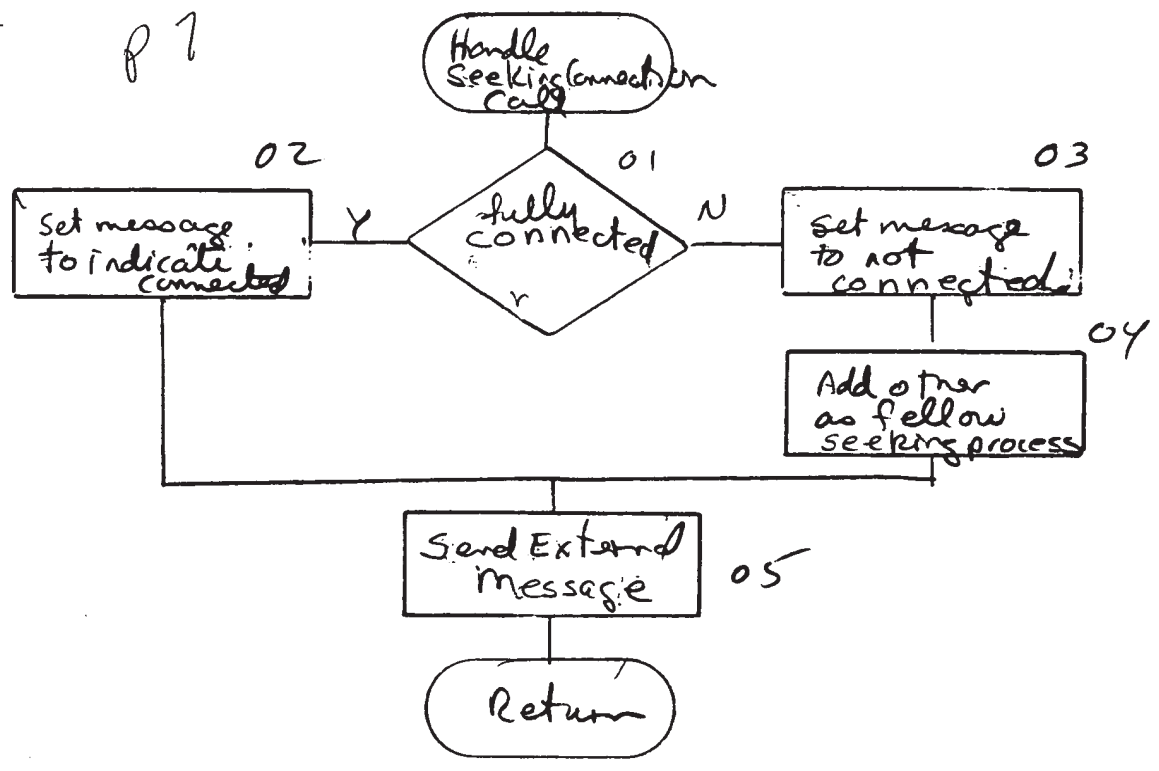 p 7
Handle
Seeking Connection
Call
01
fully
connected
Y
N
02
Set message
to indicate
connected
03
set message
to not
connected
04
Add other
as fellow
seeking process
Send External
Message
05
Return